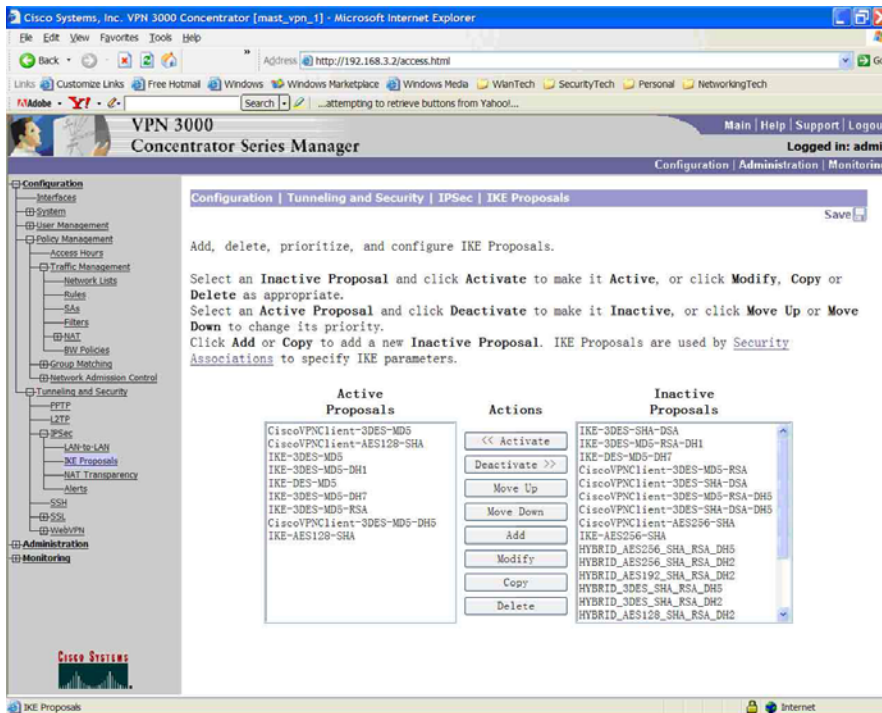 Cisco Systems, Inc. VPN 3000 Concentrator [mast_vpn_1] - Microsoft Internet Explorer
File Edit View Favorites Tools Help
Back Address http://192.168.3.2/access.html Go
Links Customize Links Free Hotmail Windows Windows Marketplace Windows Media WlanTech SecurityTech Personal NetworkingTech
Adobe Y! Search ...attempting to retrieve buttons from Yahoo!...
VPN 3000
Concentrator Series Manager
Main | Help | Support | Logou
Logged in: admi
Configuration | Administration | Monitorin
Configuration
Interfaces
System
User Management
Policy Management
Access Hours
Traffic Management
Network Lists
Rules
SAs
Filters
NAT
BW Policies
Group Matching
Network Admission Control
Tunneling and Security
PPTP
L2TP
IPSec
LAN-to-LAN
IKE Proposals
NAT Transparency
Alerts
SSH
SSL
WebVPN
Administration
Monitoring
Cisco Systems
Configuration | Tunneling and Security | IPSec | IKE Proposals
Save
Add, delete, prioritize, and configure IKE Proposals.
Select an Inactive Proposal and click Activate to make it Active, or click Modify, Copy or
Delete as appropriate.
Select an Active Proposal and click Deactivate to make it Inactive, or click Move Up or Move
Down to change its priority.
Click Add or Copy to add a new Inactive Proposal. IKE Proposals are used by Security
Associations to specify IKE parameters.
Active
Proposals
CiscoVPNClient-3DES-MD5
CiscoVPNClient-AES128-SHA
IKE-3DES-MD5
IKE-3DES-MD5-DH1
IKE-DES-MD5
IKE-3DES-MD5-DH7
IKE-3DES-MD5-RSA
CiscoVPNClient-3DES-MD5-DH5
IKE-AES128-SHA
Actions
<< Activate
Deactivate >>
Move Up
Move Down
Add
Modify
Copy
Delete
Inactive
Proposals
IKE-3DES-SHA-DSA
IKE-3DES-MD5-RSA-DH1
IKE-DES-MD5-DH7
CiscoVPNClient-3DES-MD5-RSA
CiscoVPNClient-3DES-SHA-DSA
CiscoVPNClient-3DES-MD5-RSA-DH5
CiscoVPNClient-3DES-SHA-DSA-DH5
CiscoVPNClient-AES256-SHA
IKE-AES256-SHA
HYBRID_AES256_SHA_RSA_DH5
HYBRID_AES256_SHA_RSA_DH2
HYBRID_AES192_SHA_RSA_DH2
HYBRID_3DES_SHA_RSA_DH5
HYBRID_3DES_SHA_RSA_DH2
HYBRID_AES128_SHA_RSA_DH2
IKE Proposals
Internet